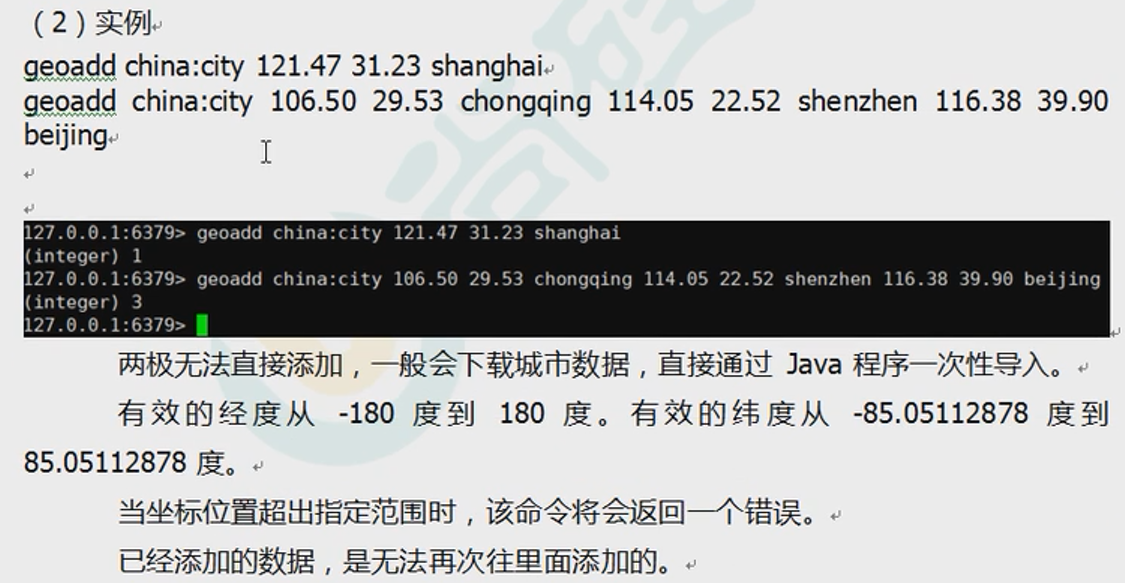 （2）实例
geoadd china:city 121.47 31.23 shanghai
geoadd china:city 106.50 29.53 chongqing 114.05 22.52 shenzhen 116.38 39.90
beijing
127.0.0.1:6379> geoadd china:city 121.47 31.23 shanghai
(integer) 1
127.0.0.1:6379> geoadd china:city 106.50 29.53 chongqing 114.05 22.52 shenzhen 116.38 39.90 beijing
(integer) 3
127.0.0.1:6379>
两极无法直接添加，一般会下载城市数据，直接通过 Java 程序一次性导入。
有效的经度从 -180 度到 180 度。有效的纬度从 -85.05112878 度到
85.05112878 度。
当坐标位置超出指定范围时，该命令将会返回一个错误。
已经添加的数据，是无法再次往里面添加的。